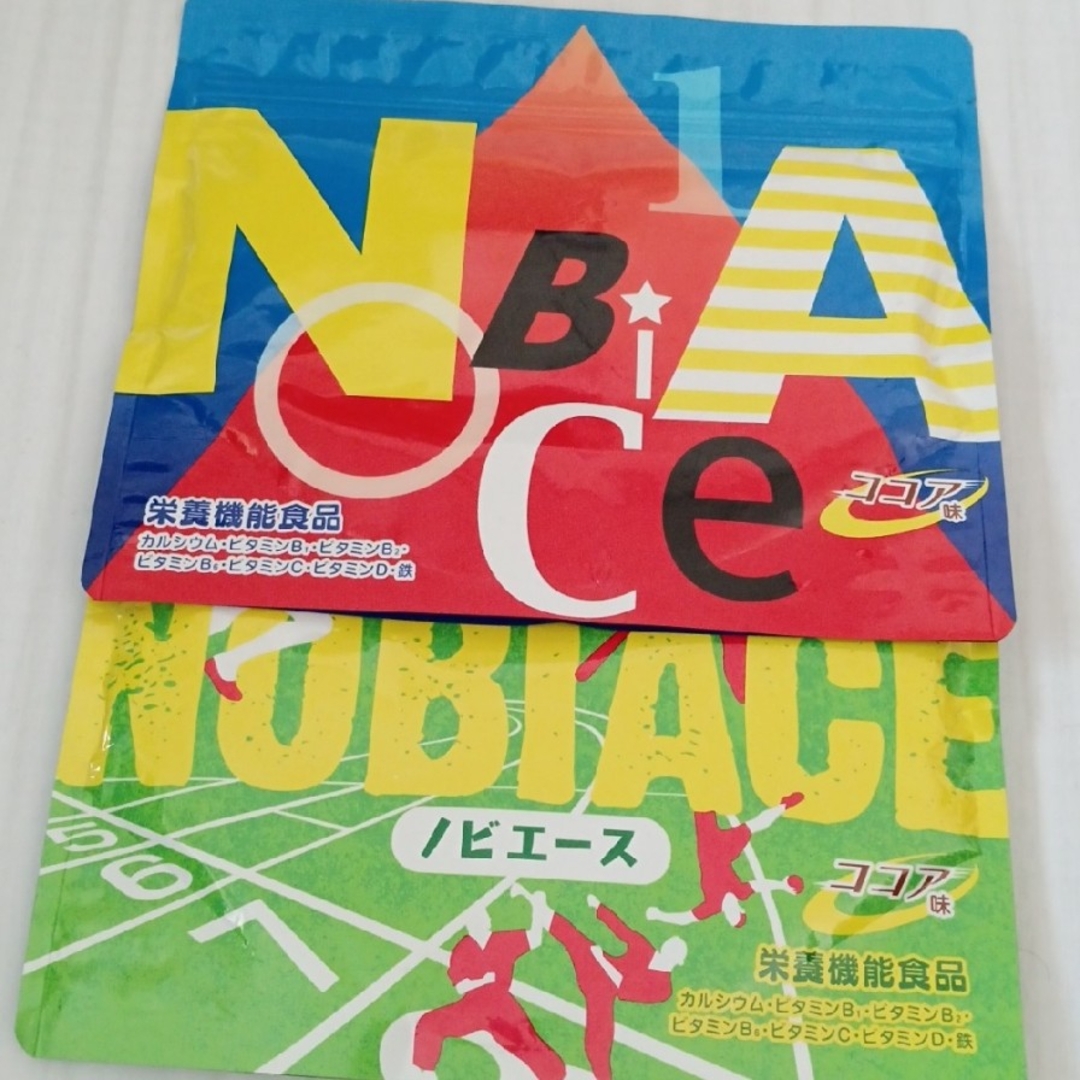 NOBiACe
1
ココア味
栄養機能食品
カルシウム・ビタミンB₁・ビタミンB₂・
ビタミンB₆・ビタミンC・ビタミンD・鉄
NOBIACE
ノビエース
5 6 7
ココア味
栄養機能食品
カルシウム・ビタミンB₁・ビタミンB₂・
ビタミンB₆・ビタミンC・ビタミンD・鉄